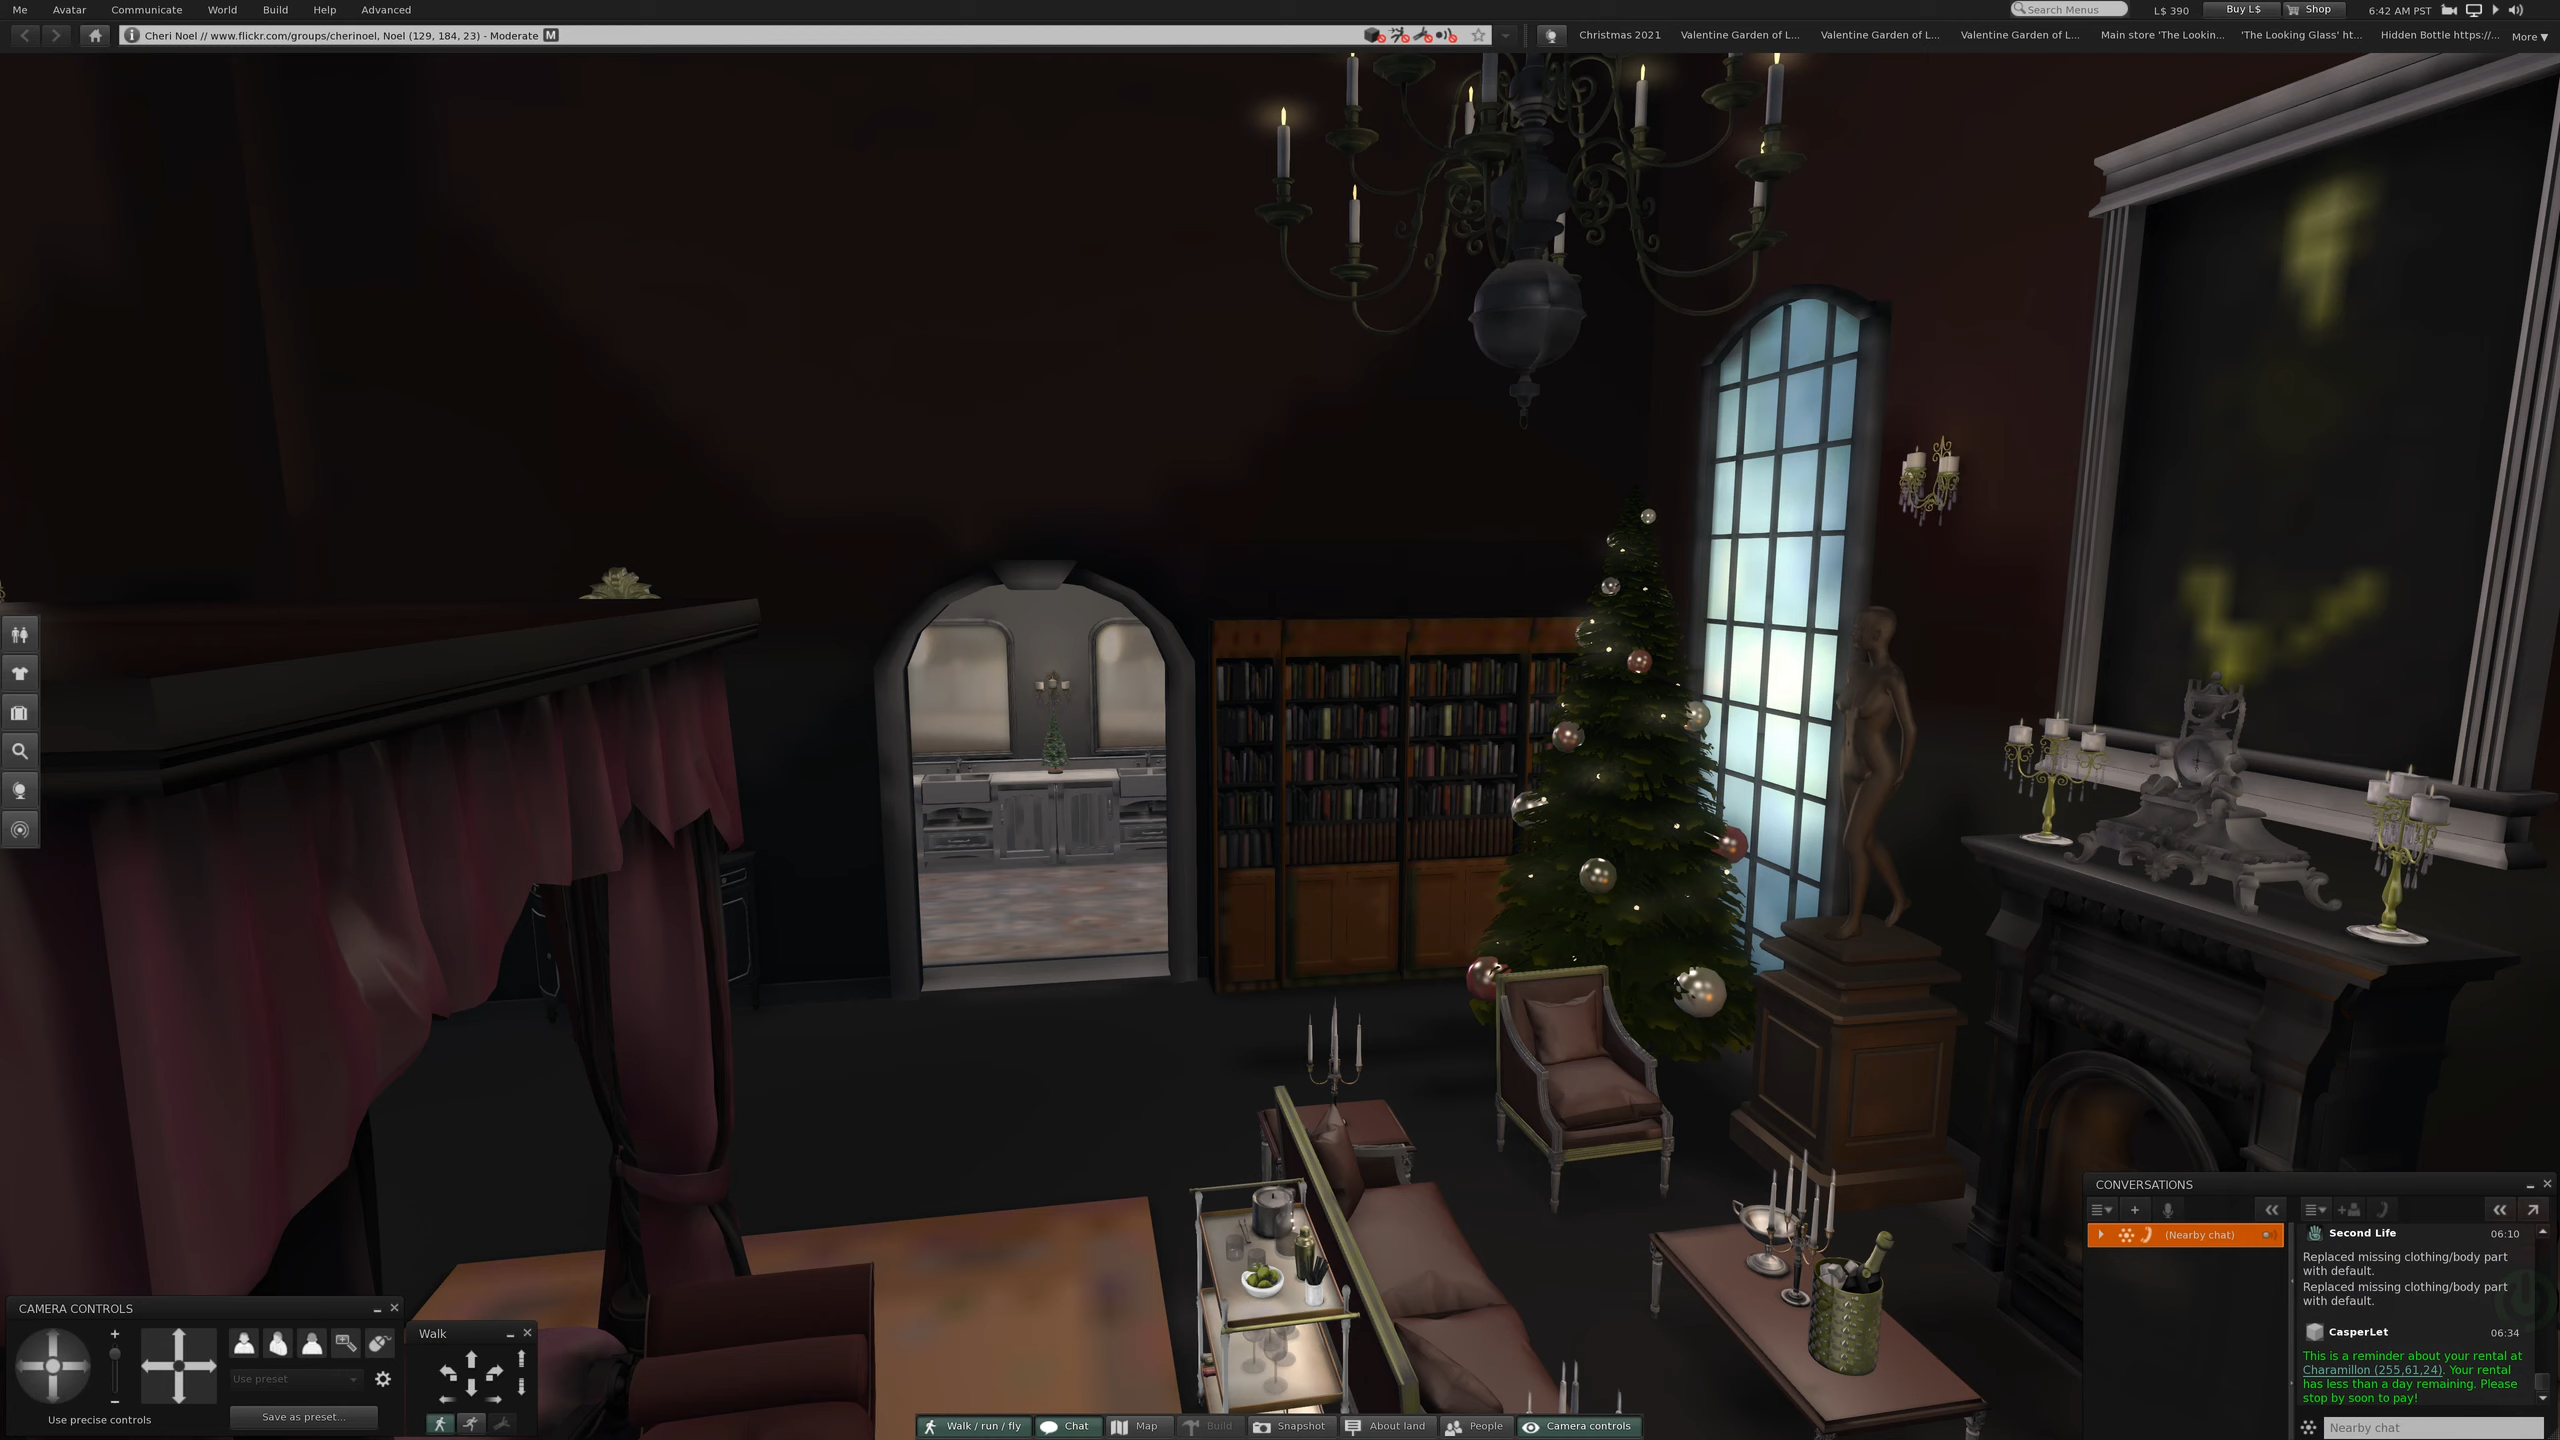 Me Avatar Communicate World Build Help Advanced
Search Menus L$ 390 Buy L$ Shop 6:42 AM PST
Cheri Noel // www.flickr.com/groups/cherinoel, Noel (129, 184, 23) - Moderate M
Christmas 2021 Valentine Garden of L... Valentine Garden of L... Valentine Garden of L... Main store 'The Lookin... 'The Looking Glass' ht... Hidden Bottle https://... More
CONVERSATIONS
(Nearby chat)
Second Life 06:10
Replaced missing clothing/body part
with default.
Replaced missing clothing/body part
with default.
CasperLet 06:34
This is a reminder about your rental at
Charamillon (255,61,24). Your rental
has less than a day remaining. Please
stop by soon to pay!
Nearby chat
CAMERA CONTROLS
Use preset
Use precise controls
Save as preset...
Walk
Walk / run / fly Chat Map Build Snapshot About land People Camera controls